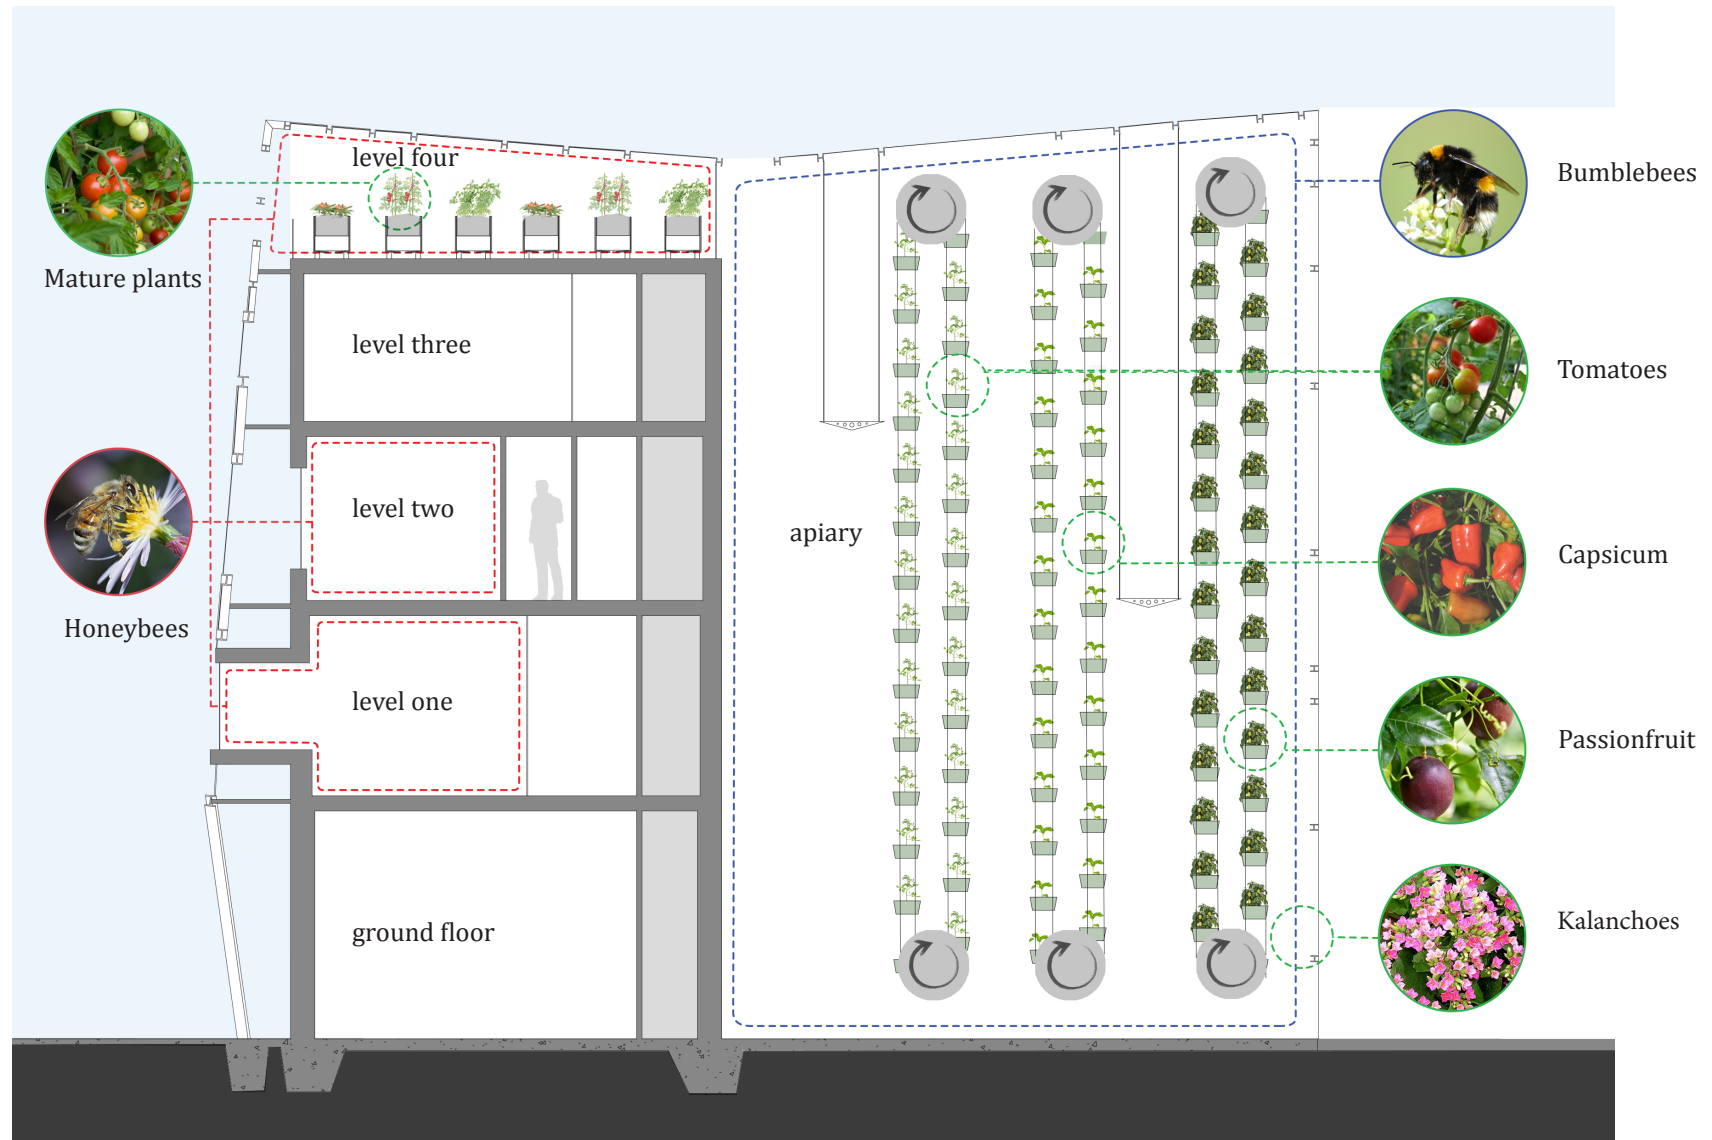 level four
Mature plants
level three
level two
Honeybees
level one
ground floor
apiary
Bumblebees
Tomatoes
Capsicum
Passionfruit
Kalanchoes